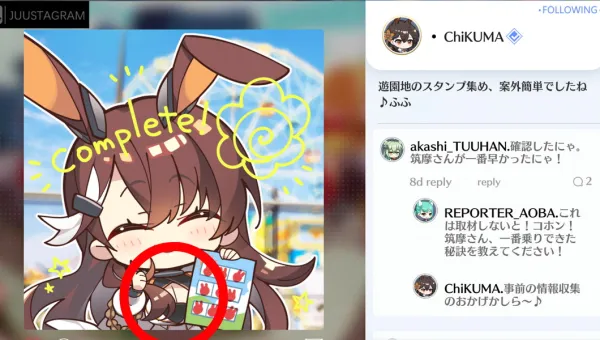 JUUSTAGRAM
Complete!
•FOLLOWING
• ChiKUMA
遊園地のスタンプ集め、案外簡単でしたね
♪ふふ
akashi_TUUHAN.確認したにゃ。
筑摩さんが一番早かったにゃ!
8d reply
reply
2
REPORTER_AOBA.これ
は取材しないと!コホン!
筑摩さん、一番乗りできた
秘訣を教えてください!
ChiKUMA.事前の情報収集
のおかげかしら〜♪